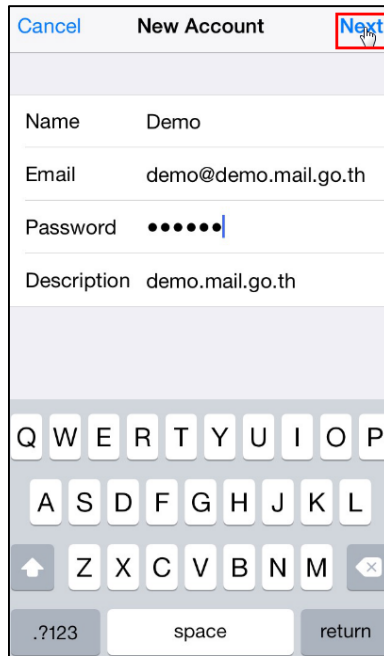 Cancel New Account Next
Name Demo
Email demo@demo.mail.go.th
Password ••••••
Description demo.mail.go.th
Q W E R T Y U I O P
A S D F G H J K L
Z X C V B N M
.?123 space return